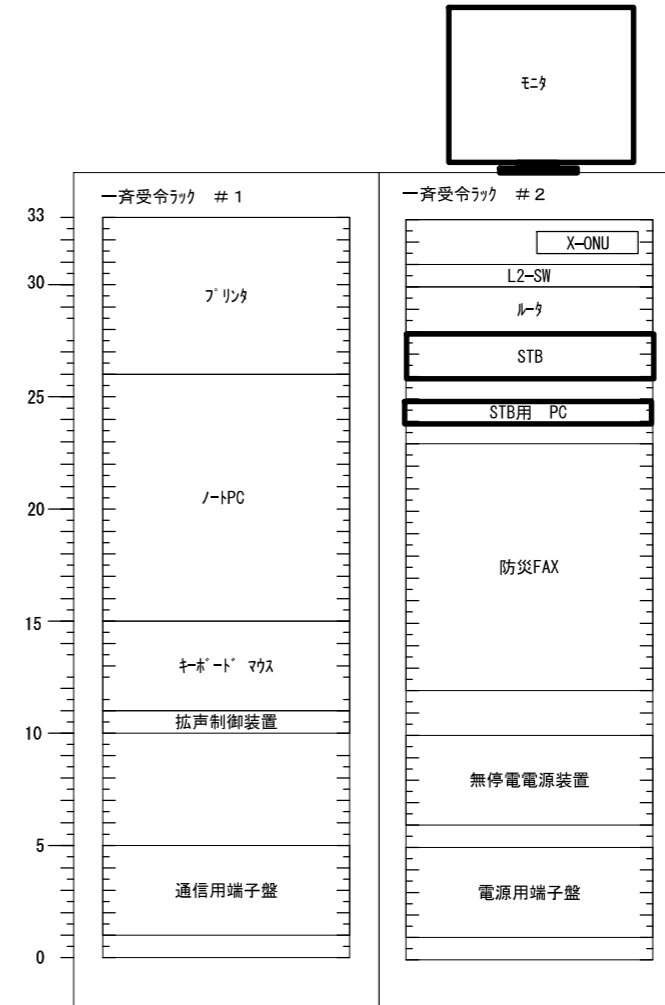 ﾓﾆﾀ
一斉受令ﾗｯｸ ＃１
一斉受令ﾗｯｸ ＃２
33
30
25
20
15
10
5
0
ﾌﾟﾘﾝﾀ
ﾉｰﾄPC
ｷｰﾎﾞｰﾄﾞ ﾏｳｽ
拡声制御装置
通信用端子盤
X-ONU
L2-SW
ﾙｰﾀ
STB
STB用 PC
防災FAX
無停電電源装置
電源用端子盤